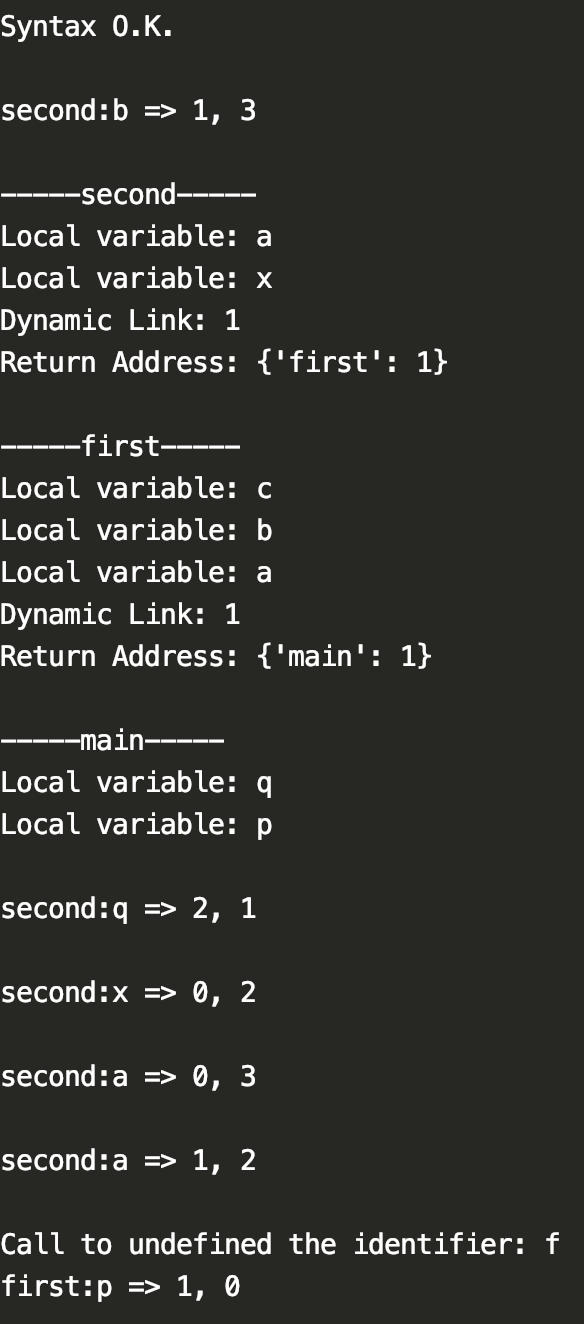 Syntax O.K.
second:b => 1, 3
-----second-----
Local variable: a
Local variable: x
Dynamic Link: 1
Return Address: {'first': 1}
-----first-----
Local variable: c
Local variable: b
Local variable: a
Dynamic Link: 1
Return Address: {'main': 1}
-----main-----
Local variable: q
Local variable: p
second:q => 2, 1
second:x => 0, 2
second:a => 0, 3
second:a => 1, 2
Call to undefined the identifier: f
first:p => 1, 0